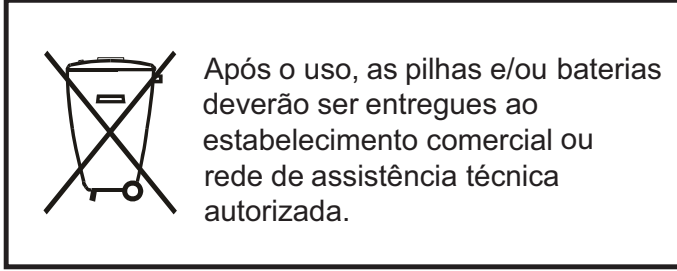 Após o uso, as pilhas e/ou baterias
deverão ser entregues ao
estabelecimento comercial ou
rede de assistência técnica
autorizada.